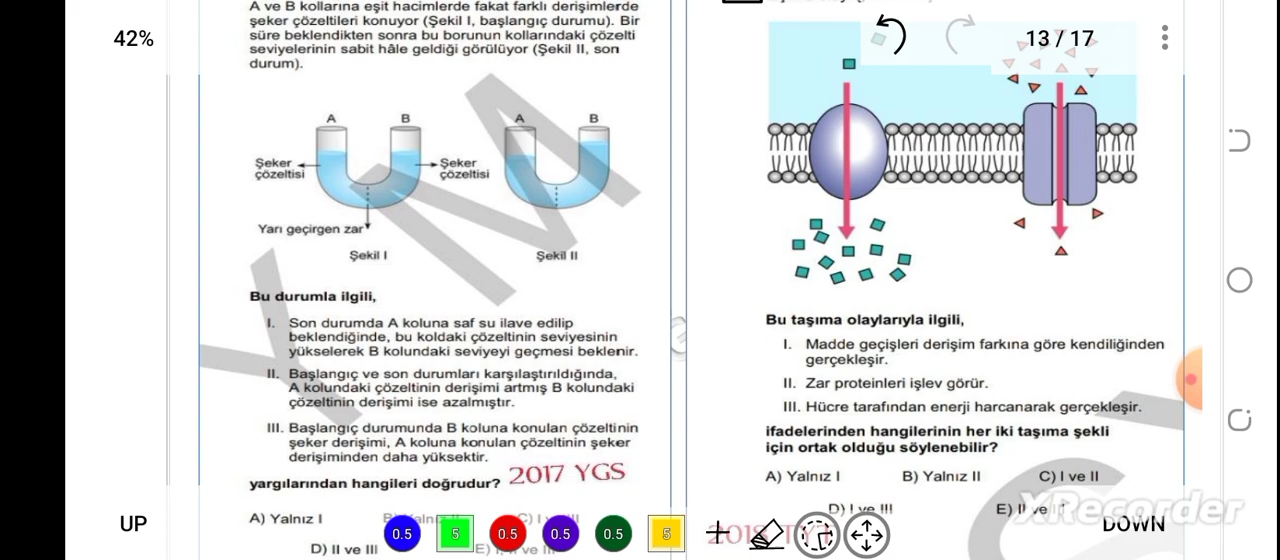 42%
A ve B kollarına eşit hacimlerde fakat farklı derişimlerde
şeker çözeltileri konuyor (Şekil I, başlangıç durumu). Bir
süre beklendikten sonra bu borunun kollarındaki çözelti
seviyelerinin sabit hâle geldiği görülüyor (Şekil II, son
durum).
A B A B
Şeker
çözeltisi
Şeker
çözeltisi
Yarı geçirgen zar
Şekil I Şekil II
Bu durumla ilgili,
I. Son durumda A koluna saf su ilave edilip
beklendiğinde, bu koldaki çözeltinin seviyesinin
yükselerek B kolundaki seviyeyi geçmesi beklenir.
II. Başlangıç ve son durumları karşılaştırıldığında,
A kolundaki çözeltinin derişimi artmış B kolundaki
çözeltinin derişimi ise azalmıştır.
III. Başlangıç durumunda B koluna konulan çözeltinin
şeker derişimi, A koluna konulan çözeltinin şeker
derişiminden daha yüksektir.
yargılarından hangileri doğrudur? 2017 YGS
A) Yalnız I
D) II ve III
13 / 17
Bu taşıma olaylarıyla ilgili,
I. Madde geçişleri derişim farkına göre kendiliğinden
gerçekleşir.
II. Zar proteinleri işlev görür.
III. Hücre tarafından enerji harcanarak gerçekleşir.
ifadelerinden hangilerinin her iki taşıma şekli
için ortak olduğu söylenebilir?
A) Yalnız I B) Yalnız II C) I ve II
D) I ve III
XRecorder
UP
0.5 5 0.5 0.5 0.5 5
DOWN